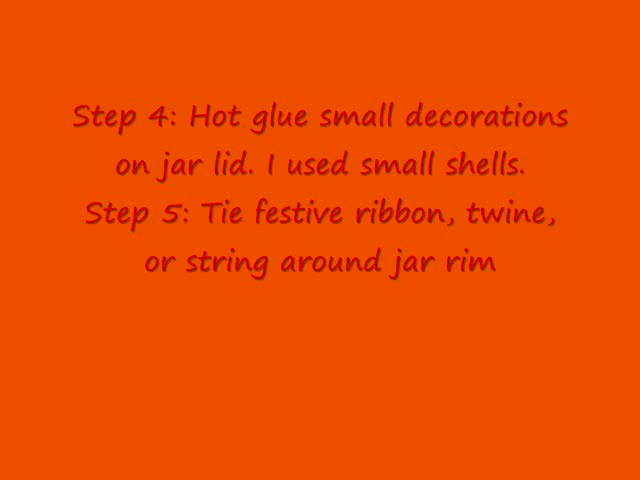 Step 4: Hot glue small decorations
on jar lid. I used small shells.
Step 5: Tie festive ribbon, twine,
or string around jar rim